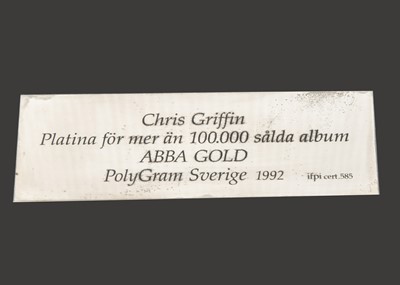 Chris Griffin
Platina för mer än 100.000 sålda album
ABBA GOLD
PolyGram Sverige 1992 ifpi cert.585